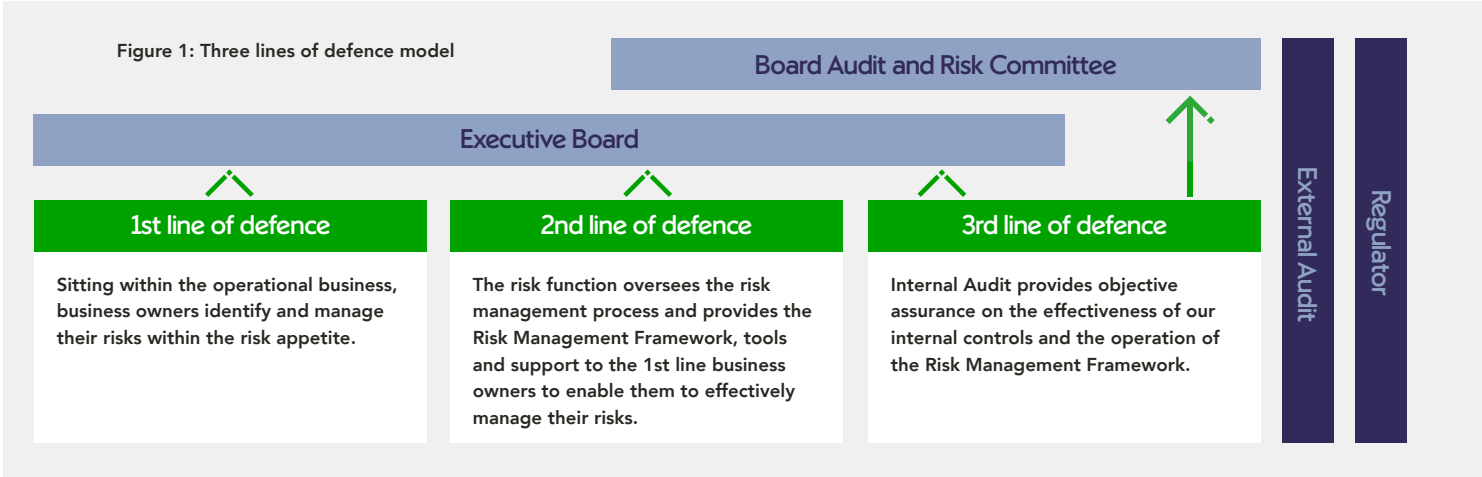 Figure 1: Three lines of defence model
Board Audit and Risk Committee
Executive Board
1st line of defence
Sitting within the operational business,
business owners identify and manage
their risks within the risk appetite.
2nd line of defence
The risk function oversees the risk
management process and provides the
Risk Management Framework, tools
and support to the 1st line business
owners to enable them to effectively
manage their risks.
3rd line of defence
Internal Audit provides objective
assurance on the effectiveness of our
internal controls and the operation of
the Risk Management Framework.
External Audit
Regulator